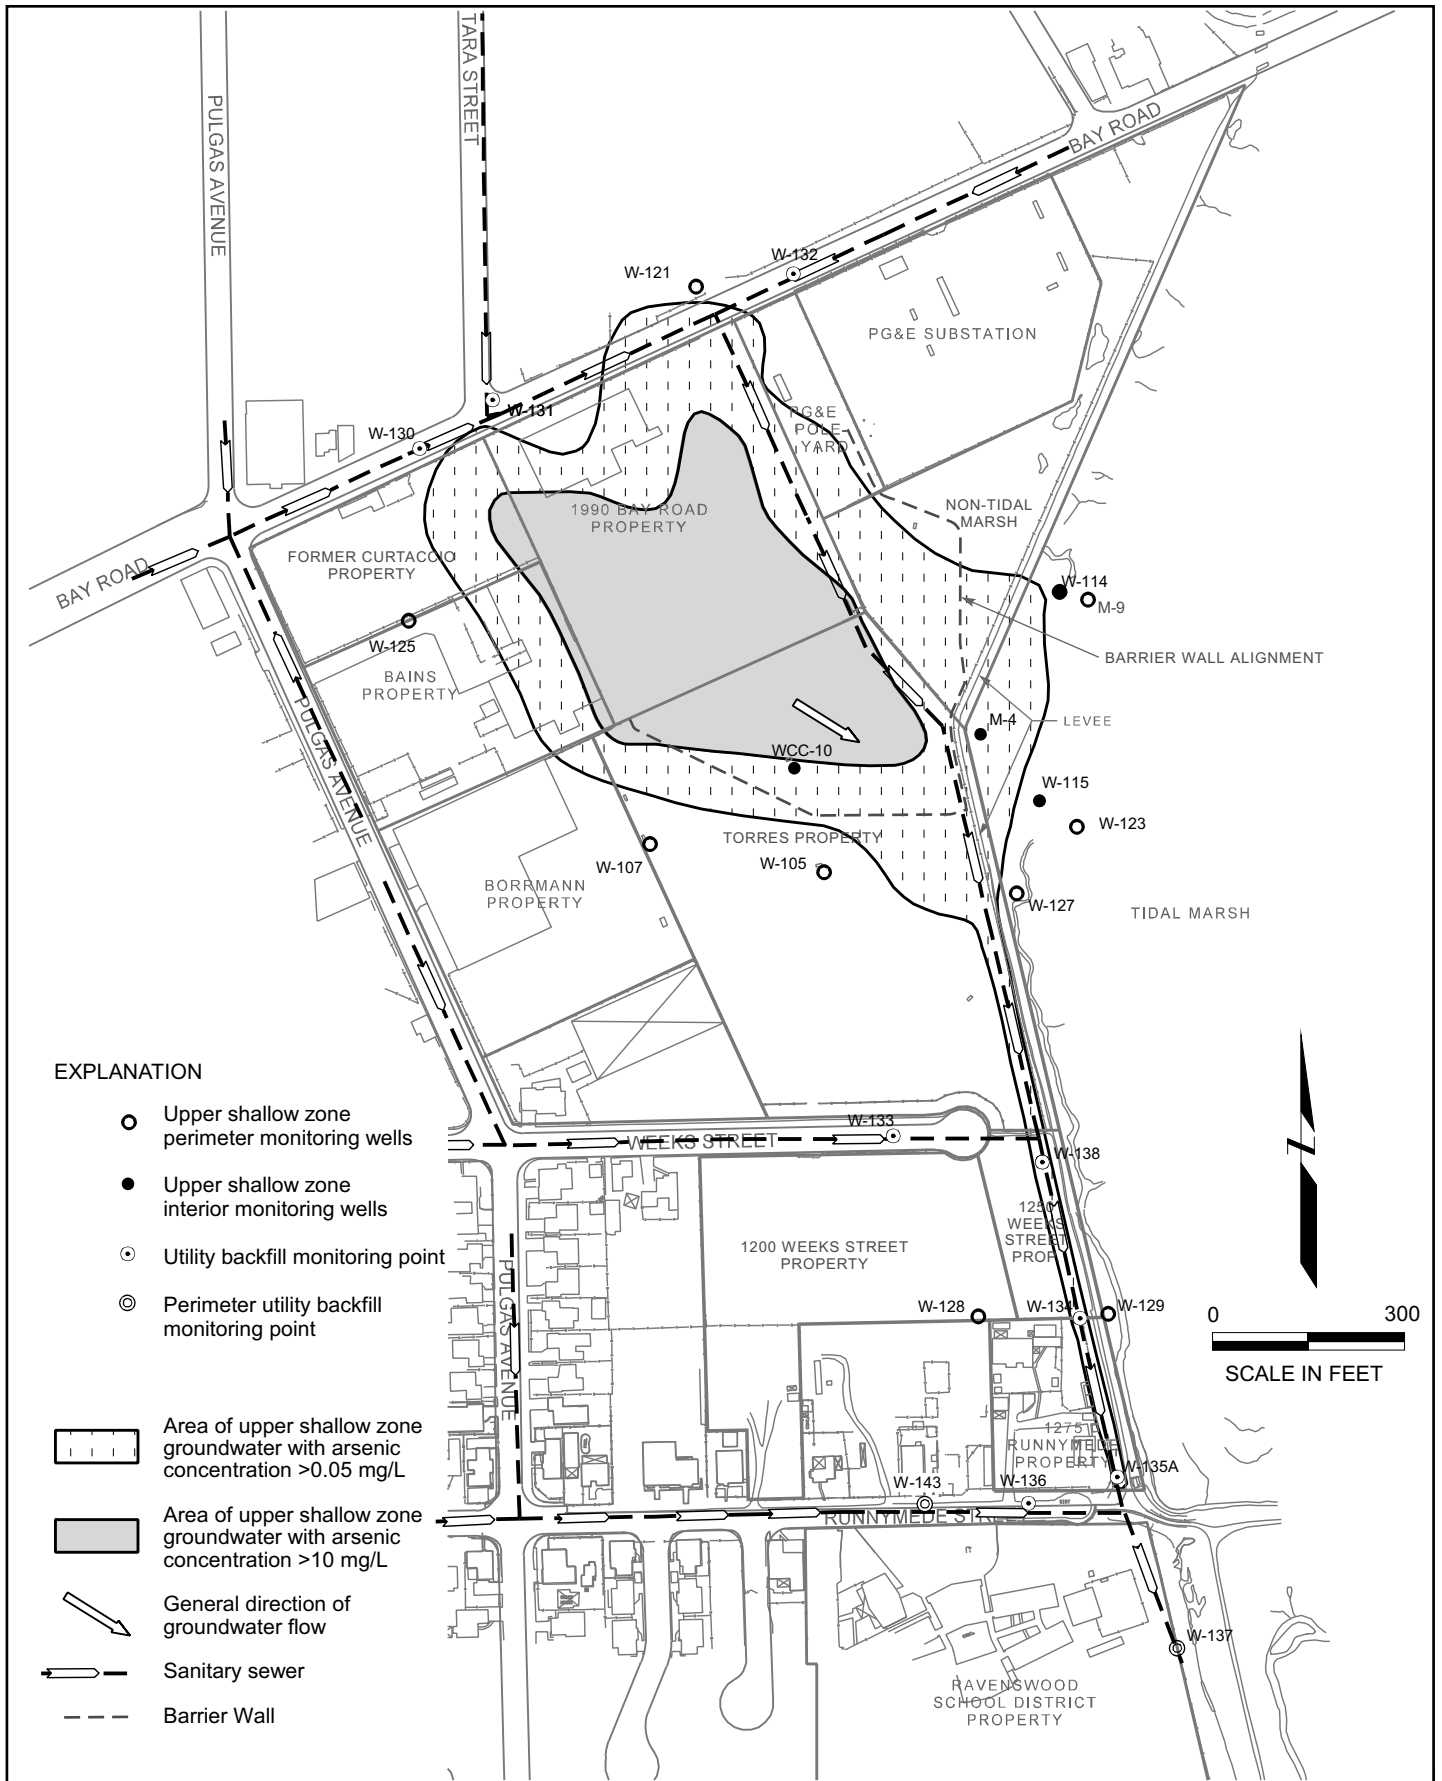 TARA STREET
PULGAS AVENUE
BAY ROAD
W-132
W-121
PG&E SUBSTATION
W-131
W-130
PG&E
POLE
YARD
1990 BAY ROAD
PROPERTY
NON-TIDAL
MARSH
FORMER CURTACCIO
PROPERTY
BAY ROAD
W-114
M-9
W-125
BAINS
PROPERTY
BARRIER WALL ALIGNMENT
PULGAS AVENUE
M-4
LEVEE
WCC-10
W-115
W-123
TORRES PROPERTY
W-107
W-105
BORRMANN
PROPERTY
W-127
TIDAL MARSH
EXPLANATION
Upper shallow zone
perimeter monitoring wells
Upper shallow zone
interior monitoring wells
Utility backfill monitoring point
Perimeter utility backfill
monitoring point
Area of upper shallow zone
groundwater with arsenic
concentration >0.05 mg/L
Area of upper shallow zone
groundwater with arsenic
concentration >10 mg/L
General direction of
groundwater flow
Sanitary sewer
Barrier Wall
W-133
WEEKS STREET
W-138
1250
WEEKS
STREET
PROP.
1200 WEEKS STREET
PROPERTY
PULGAS AVENUE
W-128
W-134
W-129
Z
0 300
SCALE IN FEET
1275
RUNNYMEDE
PROPERTY
W-135A
W-143
W-136
RUNNYMEDE STREET
W-137
RAVENSWOOD
SCHOOL DISTRICT
PROPERTY